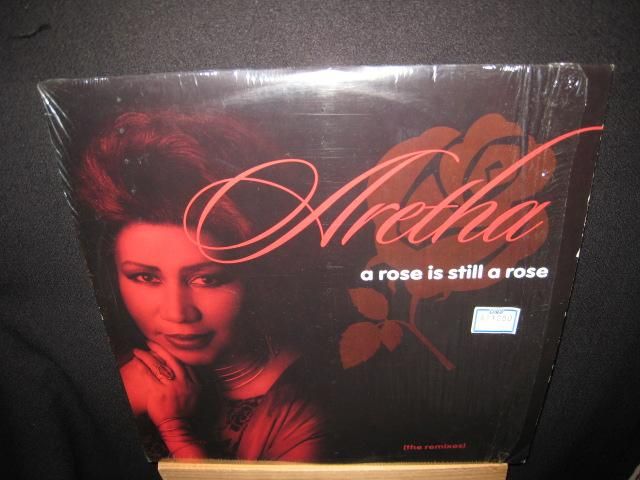 Aretha
a rose is still a rose
(the remixes)